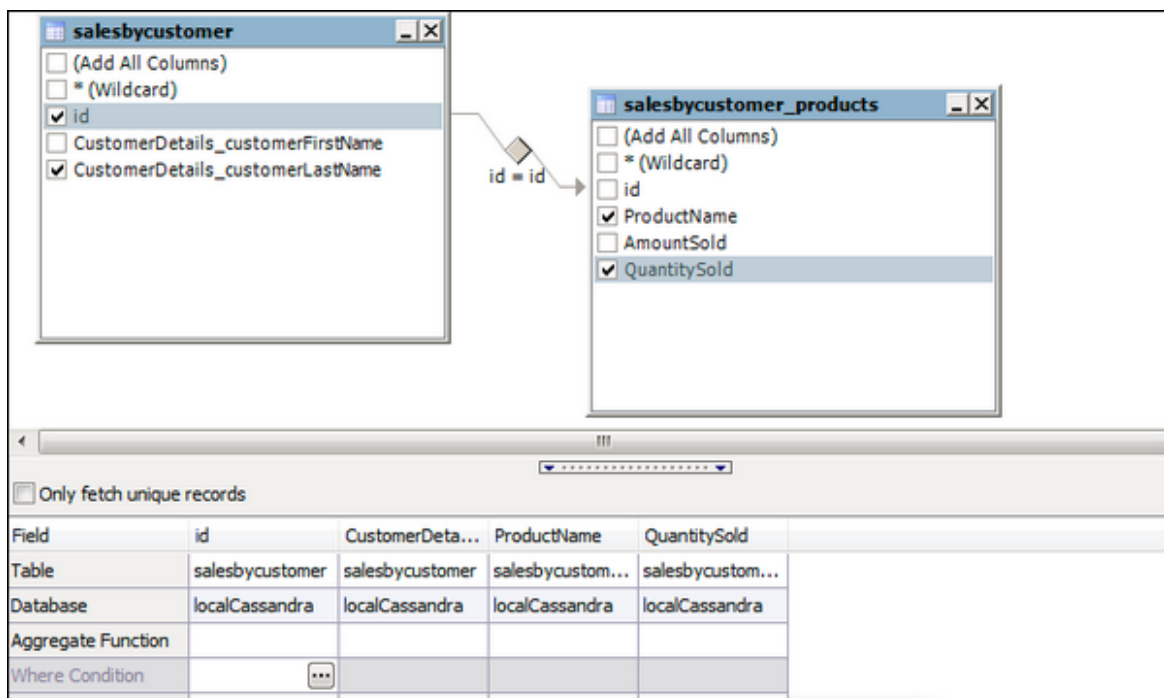 salesbycustomer
(Add All Columns)
* (Wildcard)
id
CustomerDetails_customerFirstName
CustomerDetails_customerLastName
id = id
salesbycustomer_products
(Add All Columns)
* (Wildcard)
id
ProductName
AmountSold
QuantitySold
Only fetch unique records
Field id CustomerDeta... ProductName QuantitySold
Table salesbycustomer salesbycustomer salesbycustom... salesbycustom...
Database localCassandra localCassandra localCassandra localCassandra
Aggregate Function
Where Condition ...